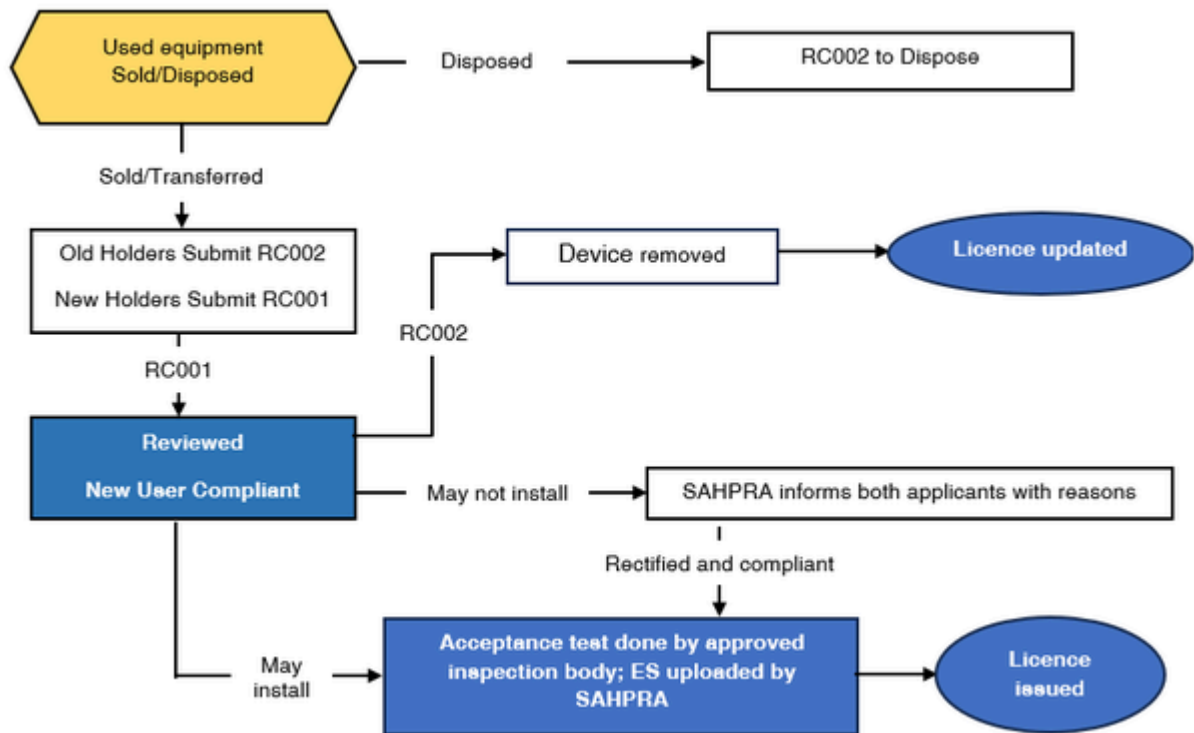 Used equipment
Sold/Disposed
Disposed
RC002 to Dispose
Sold/Transferred
Old Holders Submit RC002
New Holders Submit RC001
Device removed
Licence updated
RC002
RC001
Reviewed
New User Compliant
May not install
SAHPRA informs both applicants with reasons
Rectified and compliant
May
install
Acceptance test done by approved
inspection body; ES uploaded by
SAHPRA
Licence
issued